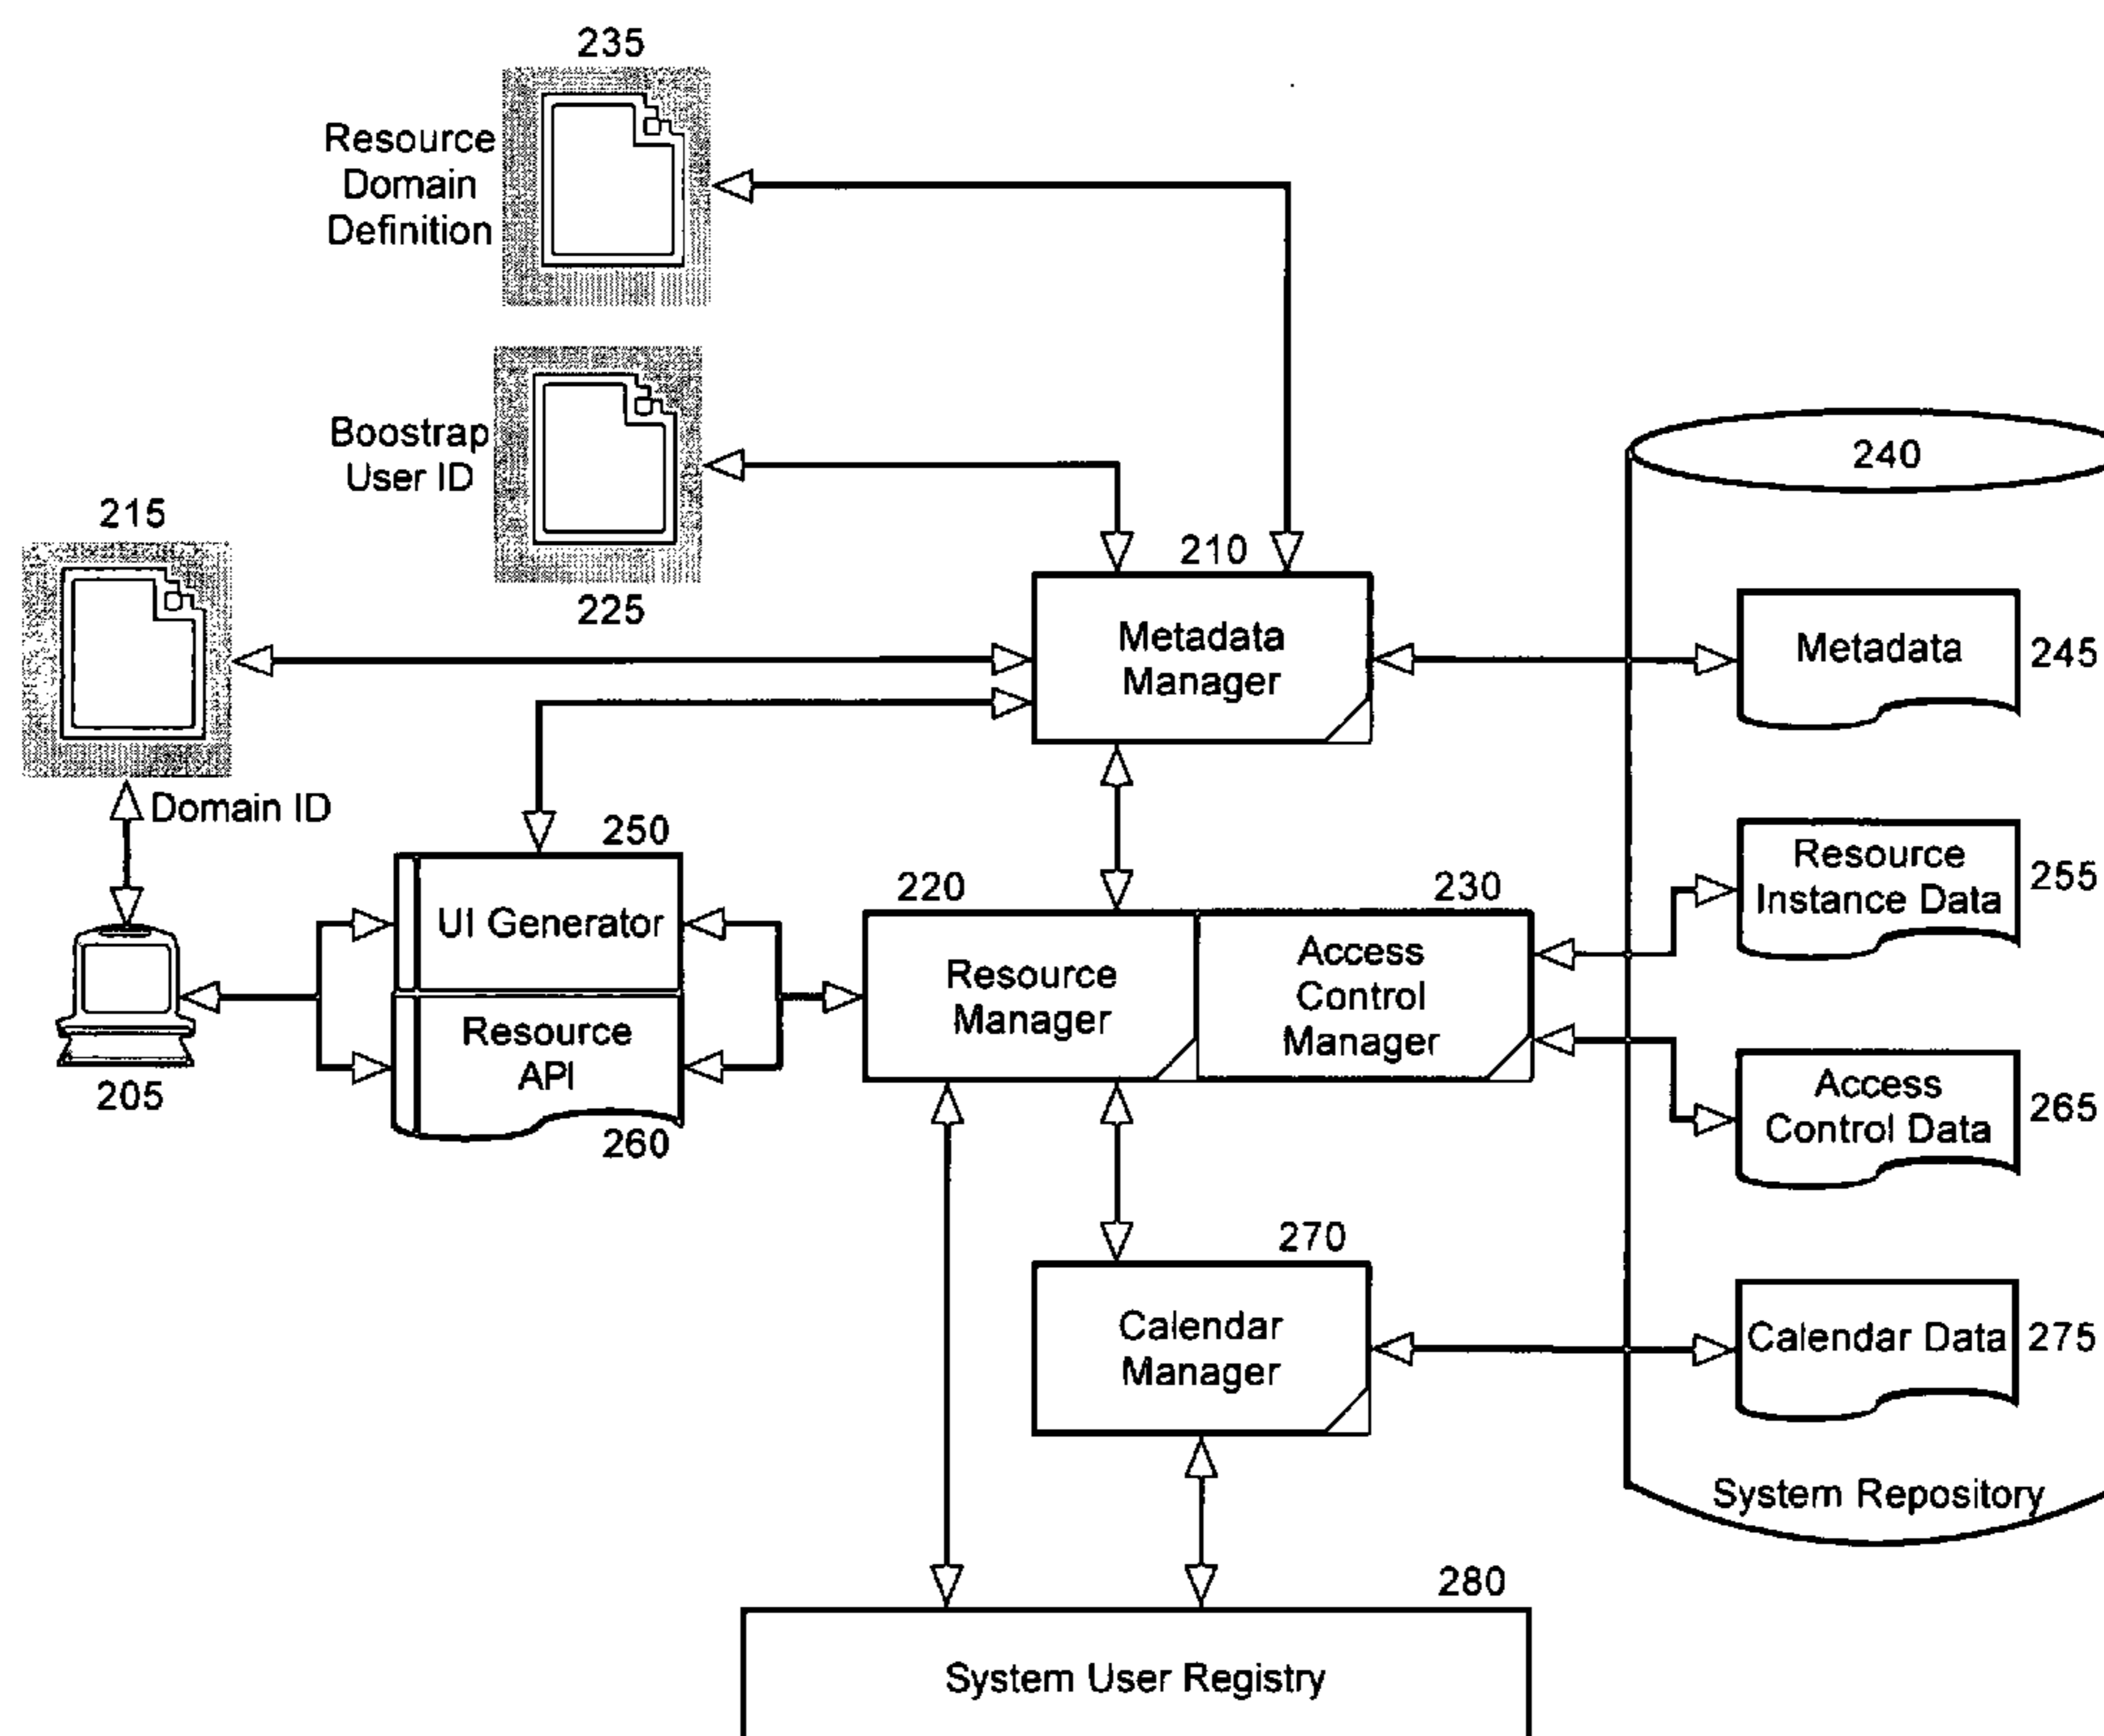 235
Resource
Domain
Definition
Boostrap
User ID
225
215
Domain ID
205
210
Metadata
Manager
240
Metadata
245
250
UI Generator
Resource
API
260
220
Resource
Manager
230
Access
Control
Manager
Resource
Instance Data
255
Access
Control Data
265
270
Calendar
Manager
Calendar Data
275
System Repository
280
System User Registry